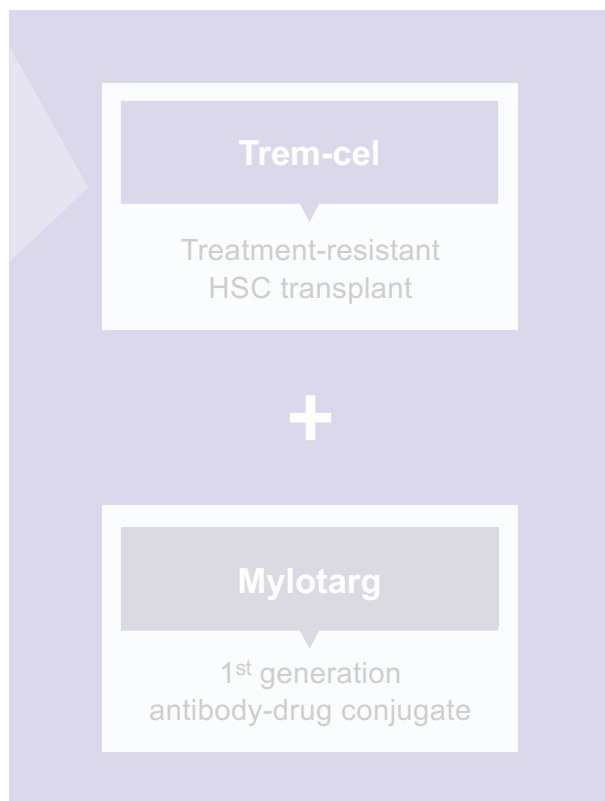 Trem-cel
Treatment-resistant
HSC transplant
+
Mylotarg
1st generation
antibody-drug conjugate